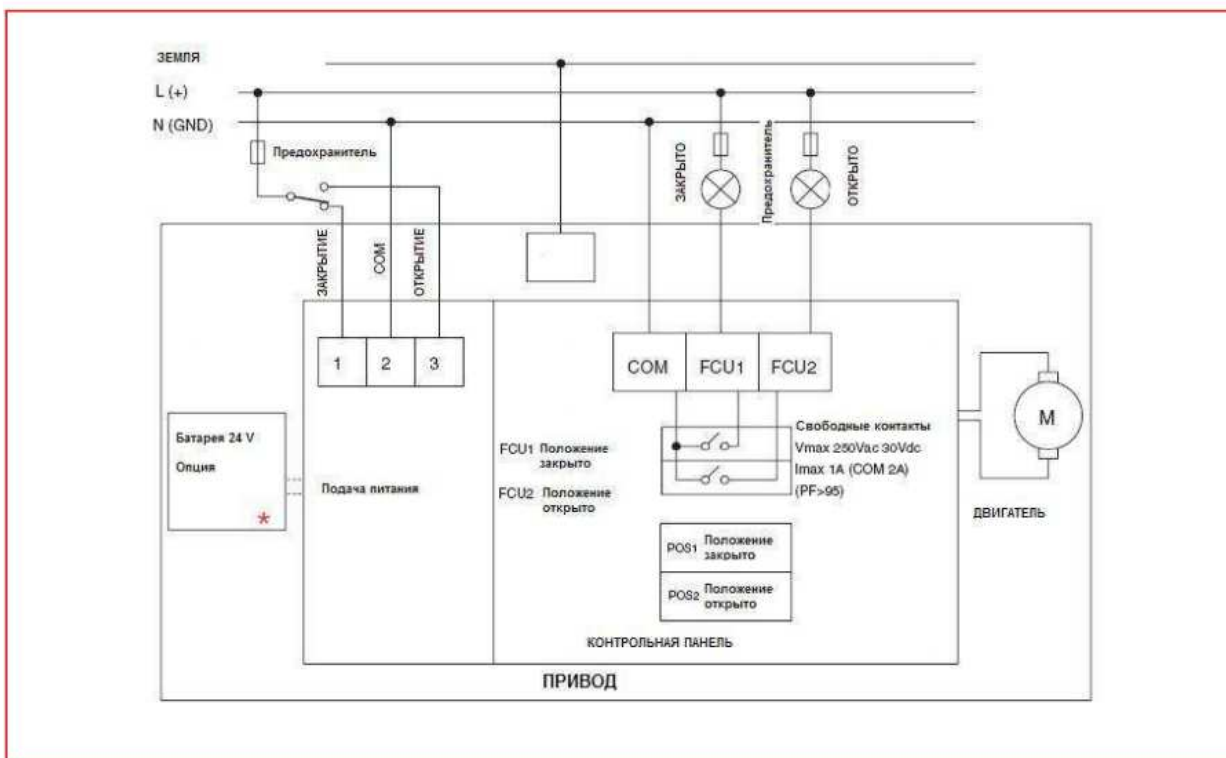 ЗЕМЛЯ
L (+)
N (GND)
Предохранитель
ЗАКРЫТО
Предохранитель
ОТКРЫТО
ЗАКРЫТИЕ
COM
ОТКРЫТИЕ
1
2
3
COM
FCU1
FCU2
M
Батарея 24 V
Опция
*
Подача питания
FCU1 Положение
закрыто
FCU2 Положение
открыто
Свободные контакты
Vmax 250Vac 30Vdc
Imax 1A (COM 2A)
(PF>95)
ДВИГАТЕЛЬ
POS1 Положение
закрыто
POS2 Положение
открыто
КОНТРОЛЬНАЯ ПАНЕЛЬ
ПРИВОД